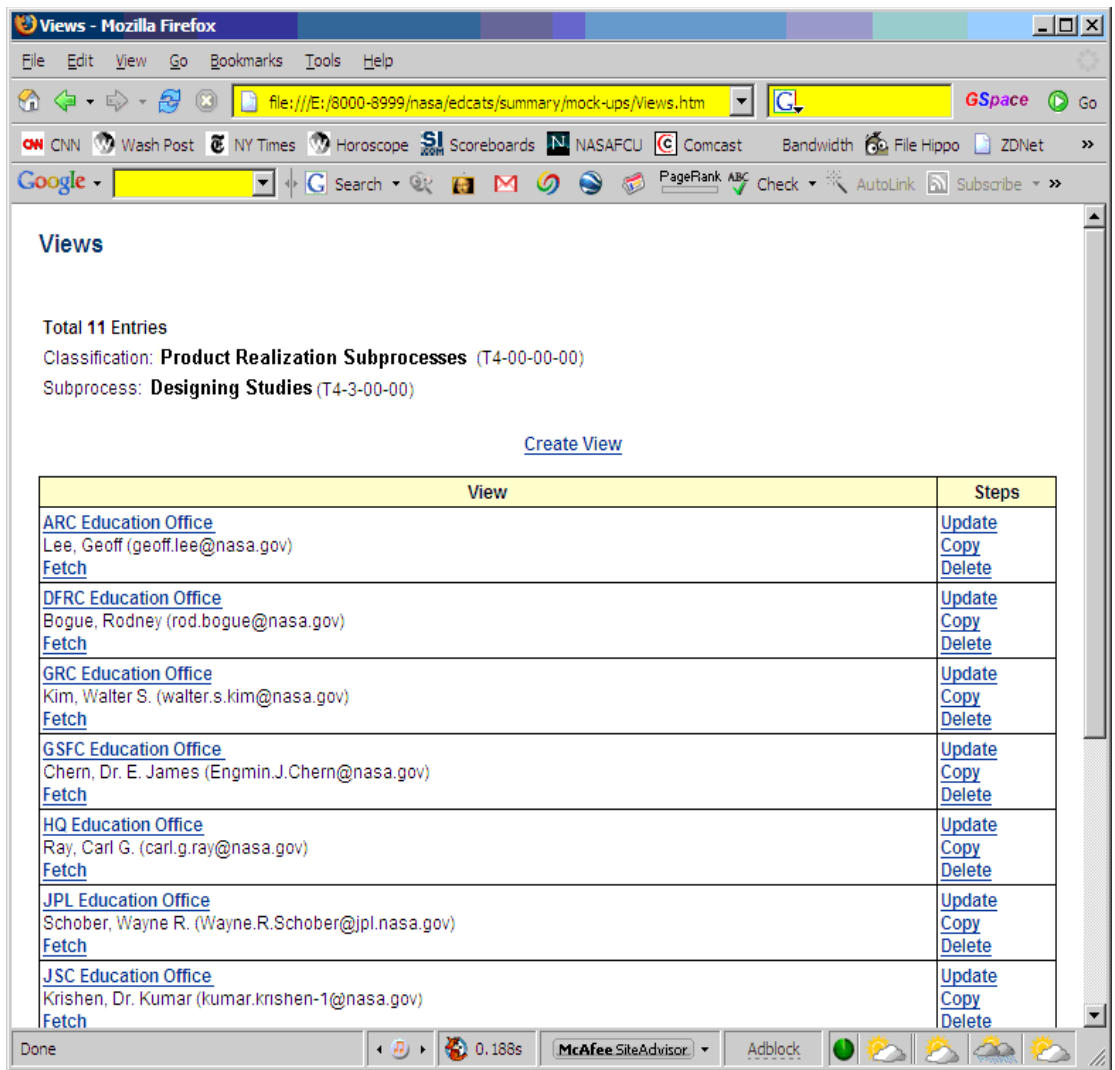 Views - Mozilla Firefox
File Edit View Go Bookmarks Tools Help
file:///E:/8000-8999/nasa/edcats/summary/mock-ups/Views.htm G GSpace Go
CNN CNN Wash Post NY Times Horoscope SI.COM Scoreboards N NASAFCU C Comcast Bandwidth File Hippo ZDNet »
Google G Search PageRank ABC Check AutoLink Subscribe »
Views
Total 11 Entries
Classification: Product Realization Subprocesses (T4-00-00-00)
Subprocess: Designing Studies (T4-3-00-00)
Create View
View Steps
ARC Education Office Update
Lee, Geoff (geoff.lee@nasa.gov) Copy
Fetch Delete
DFRC Education Office Update
Bogue, Rodney (rod.bogue@nasa.gov) Copy
Fetch Delete
GRC Education Office Update
Kim, Walter S. (walter.s.kim@nasa.gov) Copy
Fetch Delete
GSFC Education Office Update
Chern, Dr. E. James (Engmin.J.Chern@nasa.gov) Copy
Fetch Delete
HQ Education Office Update
Ray, Carl G. (carl.g.ray@nasa.gov) Copy
Fetch Delete
JPL Education Office Update
Schober, Wayne R. (Wayne.R.Schober@jpl.nasa.gov) Copy
Fetch Delete
JSC Education Office Update
Krishen, Dr. Kumar (kumar.krishen-1@nasa.gov) Copy
Fetch Delete
Done 0.188s McAfee SiteAdvisor Adblock